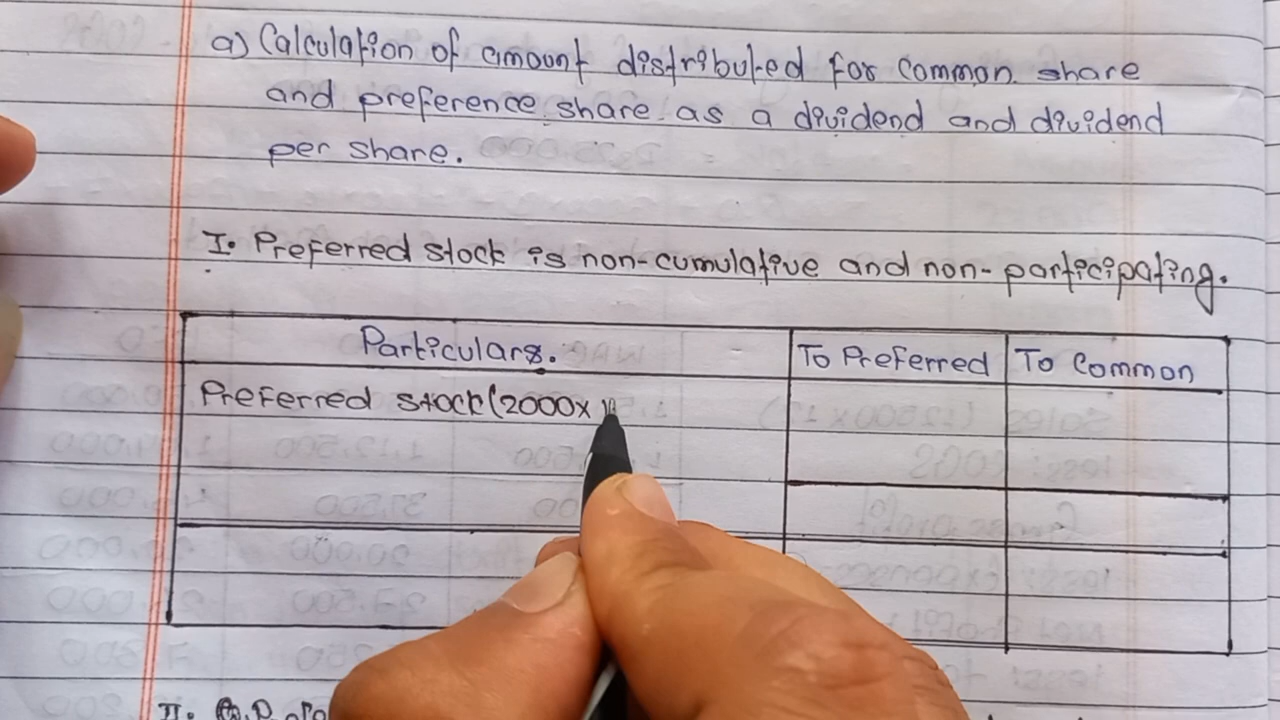 a) Calculation of amount distributed for common share
and preference share as a dividend and dividend
per share.
I. Preferred stock is non-cumulative and non-participating.
Particulars. To Preferred To Common
Preferred stock (2000x
II.